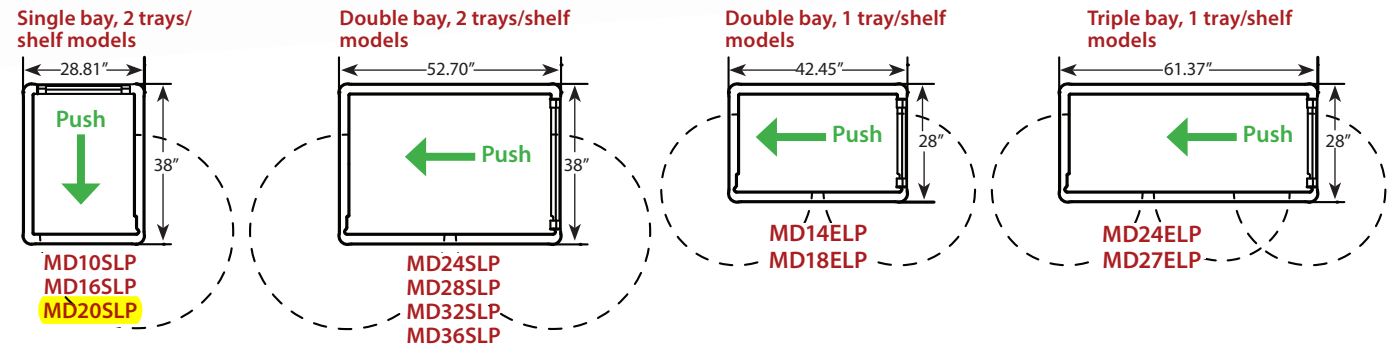 Single bay, 2 trays/
shelf models
28.81″
Push
38″
MD10SLP
MD16SLP
MD20SLP
Double bay, 2 trays/shelf
models
52.70″
Push
38″
MD24SLP
MD28SLP
MD32SLP
MD36SLP
Double bay, 1 tray/shelf
models
42.45″
Push
28″
MD14ELP
MD18ELP
Triple bay, 1 tray/shelf
models
61.37″
Push
28″
MD24ELP
MD27ELP